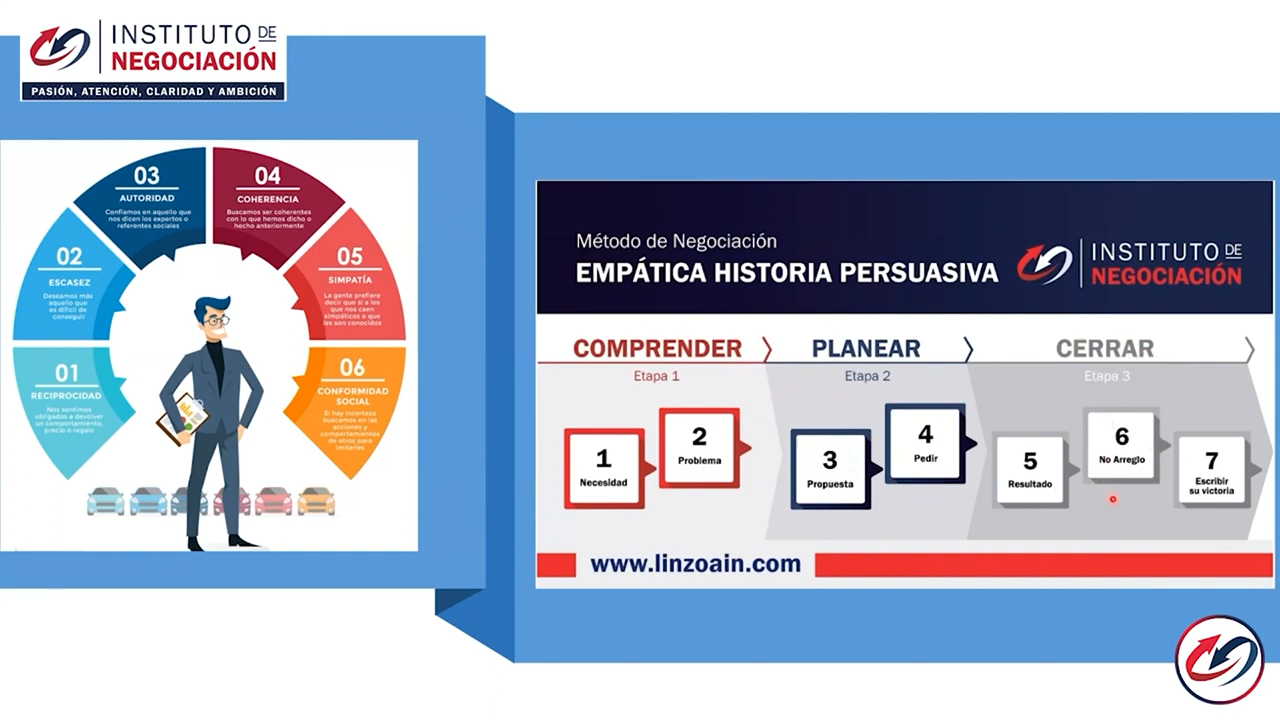 INSTITUTO DE
NEGOCIACIÓN
PASIÓN, ATENCIÓN, CLARIDAD Y AMBICIÓN
01
RECIPROCIDAD
Nos sentimos
obligados a devolver
un comportamiento,
precio o regalo
02
ESCASEZ
Deseamos más
aquello que
es difícil de
conseguir
03
AUTORIDAD
Confiamos en aquello que
nos dicen los expertos o
referentes sociales
04
COHERENCIA
Buscamos ser coherentes
con lo que hemos dicho o
hecho anteriormente
05
SIMPATÍA
La gente prefiere
decir que sí a los
que nos caen
simpáticos o que
les son conocidos
06
CONFORMIDAD
SOCIAL
Si hay incerteza
buscamos en las
acciones y
comportamientos
de otros para
imitarles
Método de Negociación
EMPÁTICA HISTORIA PERSUASIVA
INSTITUTO DE
NEGOCIACIÓN
COMPRENDER
Etapa 1
PLANEAR
Etapa 2
CERRAR
Etapa 3
1
Necesidad
2
Problema
3
Propuesta
4
Pedir
5
Resultado
6
No Arreglo
7
Escribir
su victoria
www.linzoain.com